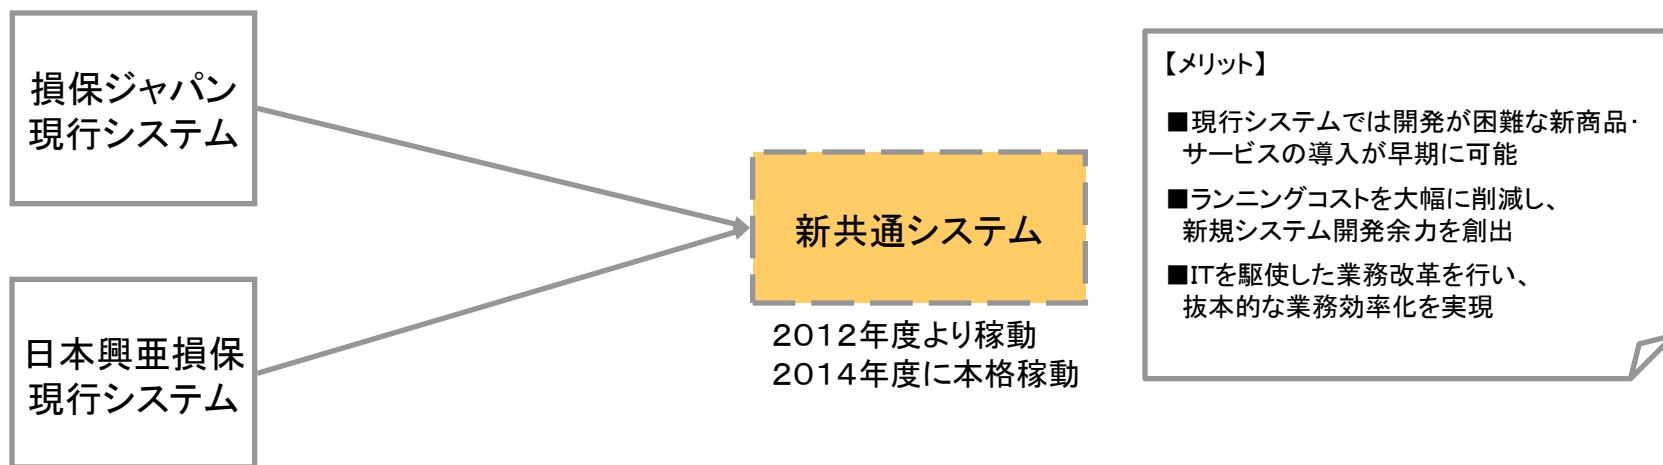 損保ジャパン
現行システム
日本興亜損保
現行システム
新共通システム
2012年度より稼動
2014年度に本格稼動
【メリット】
■現行システムでは開発が困難な新商品・
サービスの導入が早期に可能
■ランニングコストを大幅に削減し、
新規システム開発余力を創出
■ITを駆使した業務改革を行い、
抜本的な業務効率化を実現